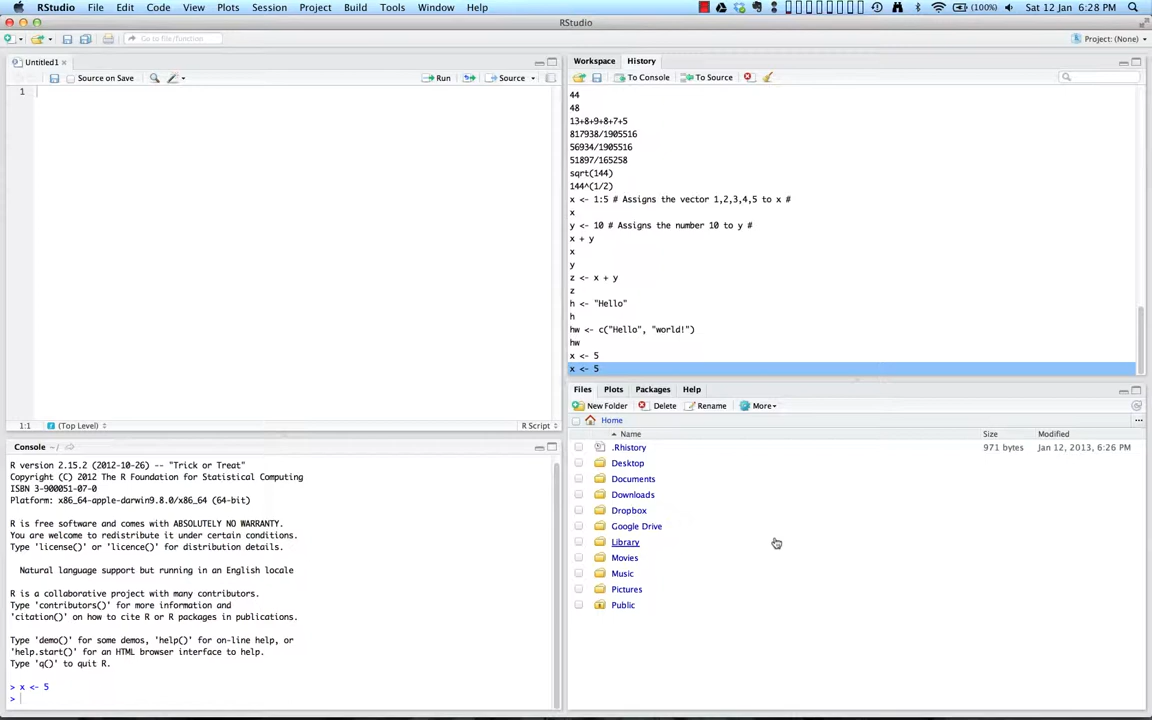 RStudio File Edit Code View Plots Session Project Build Tools Window Help (100%) Sat 12 Jan 6:28 PM
RStudio
Go to file/function Project: (None)
Untitled1
Source on Save Run Source
1
1:1 (Top Level) R Script
Console ~/
R version 2.15.2 (2012-10-26) -- "Trick or Treat"
Copyright (C) 2012 The R Foundation for Statistical Computing
ISBN 3-900051-07-0
Platform: x86_64-apple-darwin9.8.0/x86_64 (64-bit)
R is free software and comes with ABSOLUTELY NO WARRANTY.
You are welcome to redistribute it under certain conditions.
Type 'license()' or 'licence()' for distribution details.
Natural language support but running in an English locale
R is a collaborative project with many contributors.
Type 'contributors()' for more information and
'citation()' on how to cite R or R packages in publications.
Type 'demo()' for some demos, 'help()' for on-line help, or
'help.start()' for an HTML browser interface to help.
Type 'q()' to quit R.
> x <- 5
>
Workspace History
To Console To Source
44
48
13+8+9+8+7+5
817938/1905516
56934/1905516
51897/165258
sqrt(144)
144^(1/2)
x <- 1:5 # Assigns the vector 1,2,3,4,5 to x #
x
y <- 10 # Assigns the number 10 to y #
x + y
x
y
z <- x + y
z
h <- "Hello"
h
hw <- c("Hello", "world!")
hw
x <- 5
x <- 5
Files Plots Packages Help
New Folder Delete Rename More
Home
Name Size Modified
.Rhistory 971 bytes Jan 12, 2013, 6:26 PM
Desktop
Documents
Downloads
Dropbox
Google Drive
Library
Movies
Music
Pictures
Public